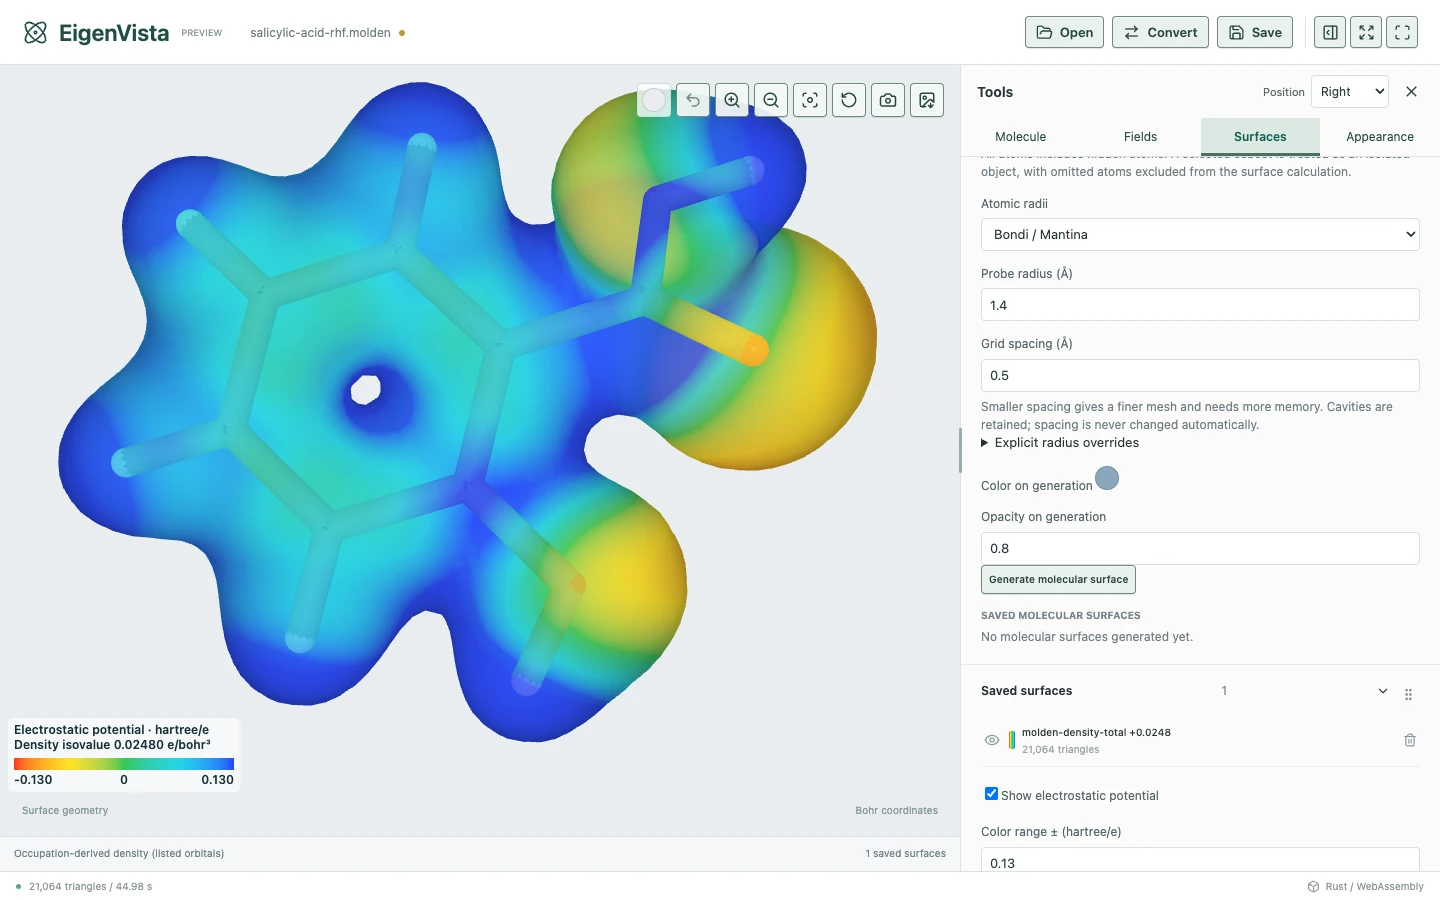 EigenVista PREVIEW salicylic-acid-rhf.molden
Open Convert Save
Tools
Position Right
Molecule Fields Surfaces Appearance
object, with omitted atoms excluded from the surface calculation.
Atomic radii
Bondi / Mantina
Probe radius (Å)
1.4
Grid spacing (Å)
0.5
Smaller spacing gives a finer mesh and needs more memory. Cavities are
retained; spacing is never changed automatically.
Explicit radius overrides
Color on generation
Opacity on generation
0.8
Generate molecular surface
SAVED MOLECULAR SURFACES
No molecular surfaces generated yet.
Saved surfaces 1
molden-density-total +0.0248
21,064 triangles
Show electrostatic potential
Color range ± (hartree/e)
0.13
Electrostatic potential · hartree/e
Density isovalue 0.02480 e/bohr³
-0.130 0 0.130
Surface geometry Bohr coordinates
Occupation-derived density (listed orbitals) 1 saved surfaces
21,064 triangles / 44.98 s Rust / WebAssembly